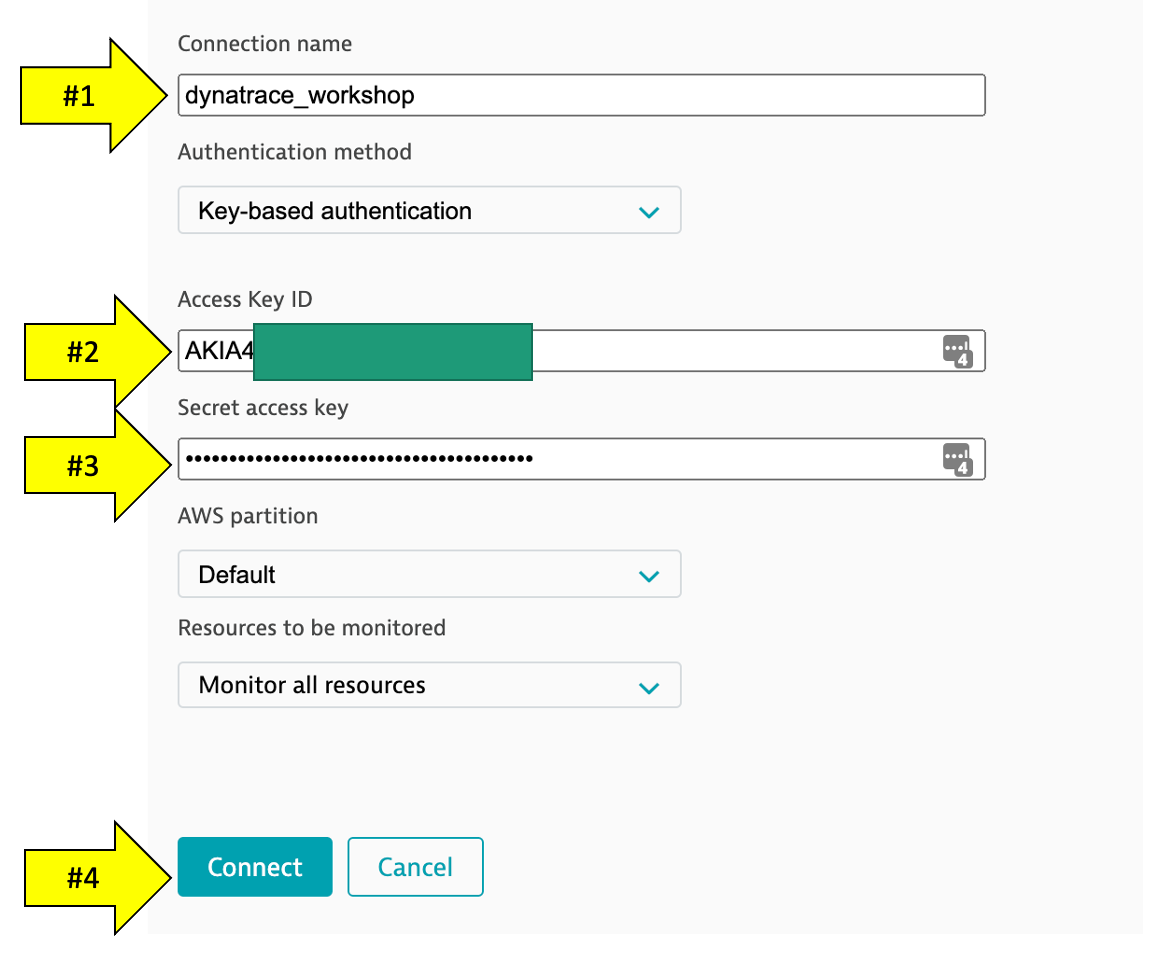 Connection name
#1
dynatrace_workshop
Authentication method
Key-based authentication
Access Key ID
#2
AKIA4
4
Secret access key
#3
••••••••••••••••••••••••••••••••••••••••
4
AWS partition
Default
Resources to be monitored
Monitor all resources
#4
Connect
Cancel